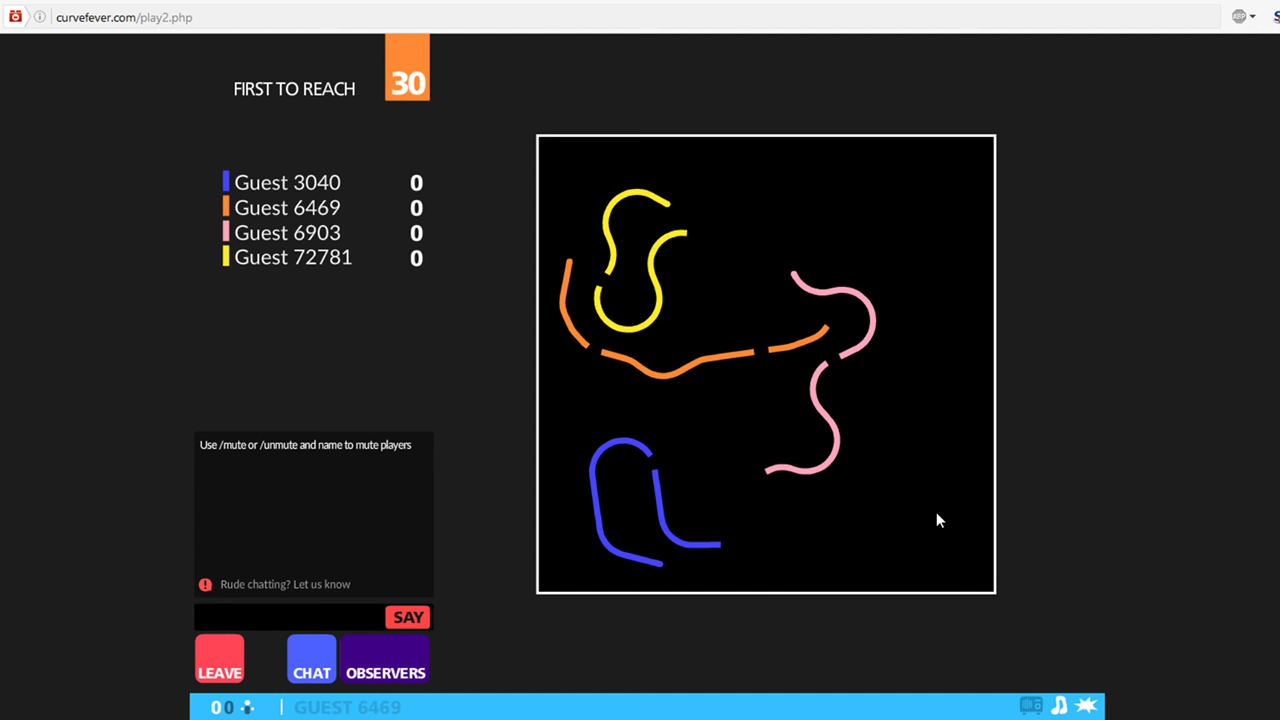 curvefever.com/play2.php
ABP
FIRST TO REACH 30
Guest 3040 0
Guest 6469 0
Guest 6903 0
Guest 72781 0
Use /mute or /unmute and name to mute players
! Rude chatting? Let us know
SAY
LEAVE CHAT OBSERVERS
00 | GUEST 6469